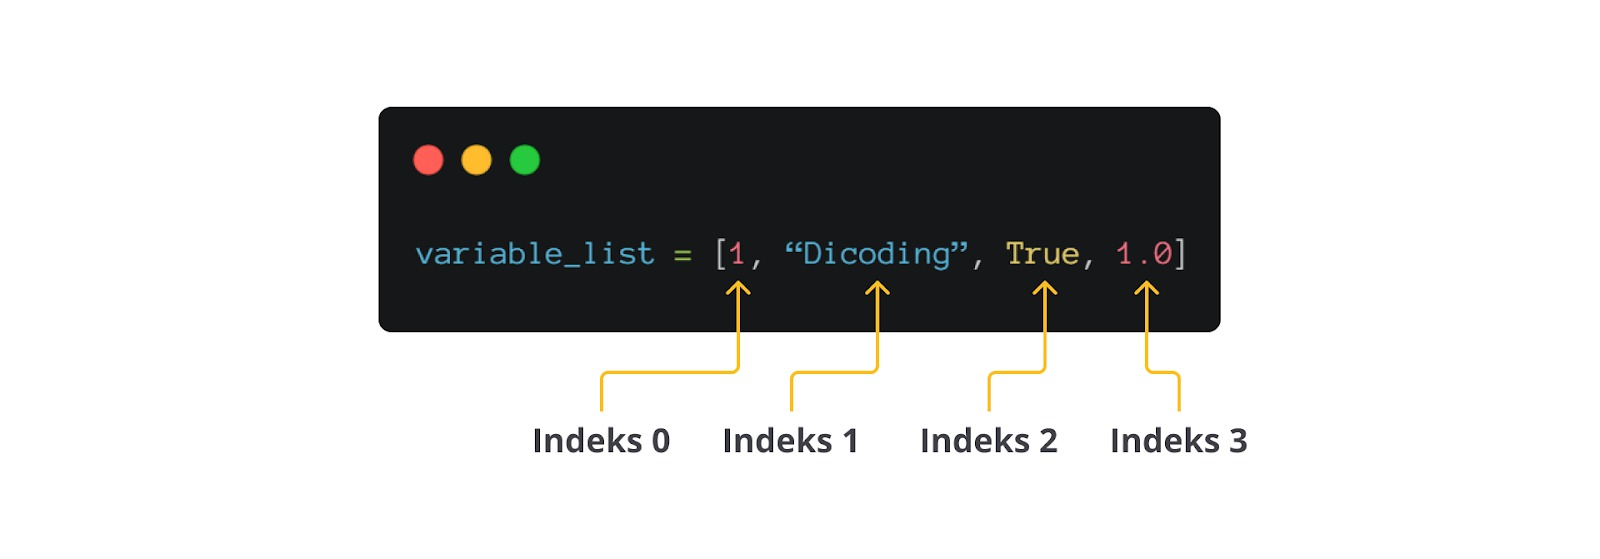 variable_list = [1, “Dicoding”, True, 1.0]
Indeks 0 Indeks 1 Indeks 2 Indeks 3